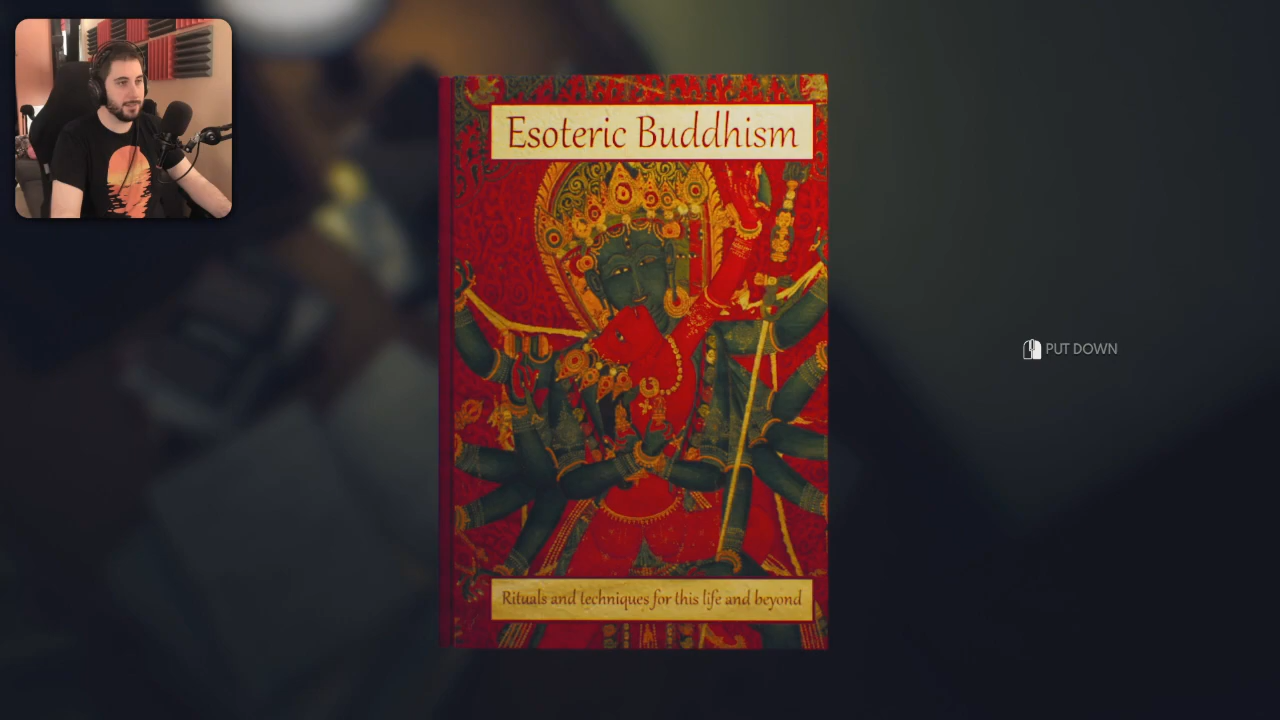 Esoteric Buddhism
PUT DOWN
Rituals and techniques for this life and beyond